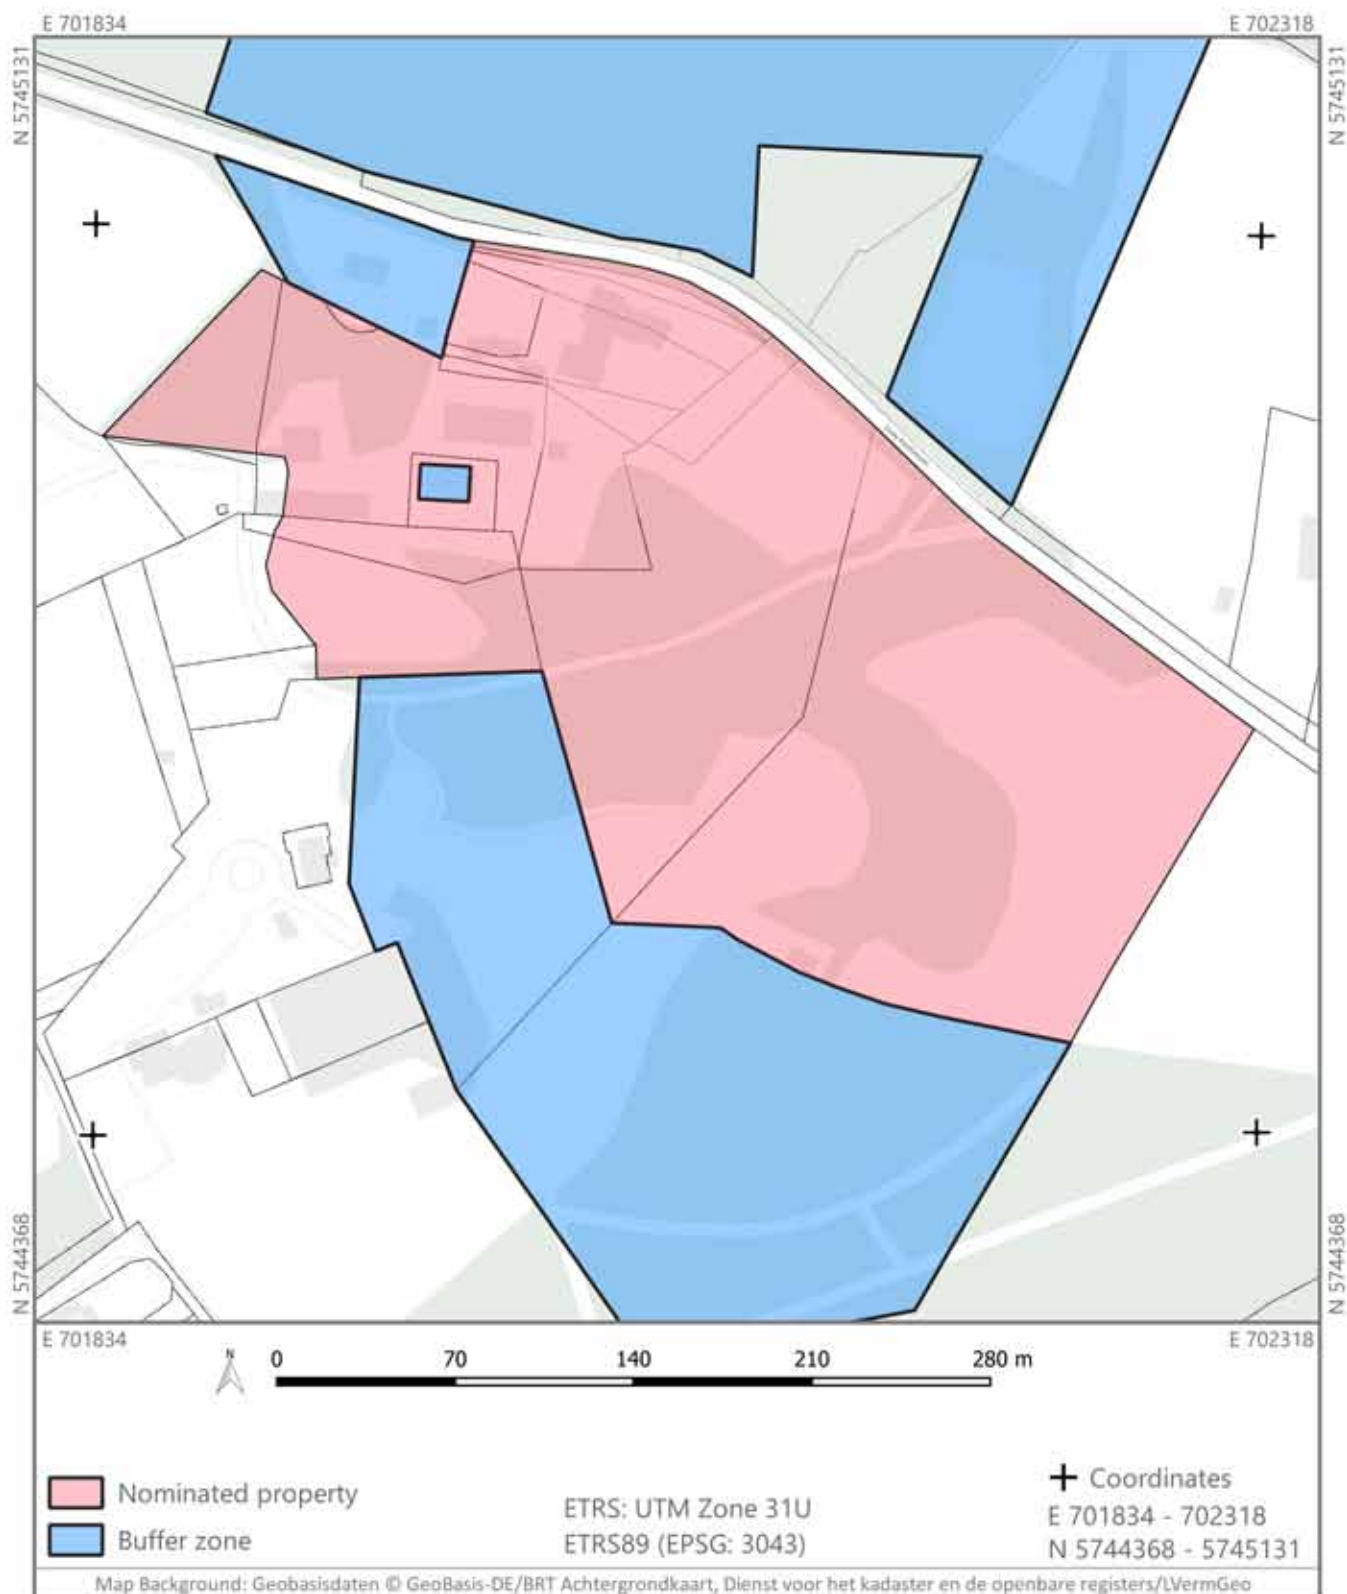 E 701834
E 702318
N 5745131
N 5745131
N 5744368
N 5744368
E 701834
E 702318
N
0 70 140 210 280 m
Nominated property
Buffer zone
ETRS: UTM Zone 31U
ETRS89 (EPSG: 3043)
Coordinates
E 701834 - 702318
N 5744368 - 5745131
Map Background: Geobasisdaten © GeoBasis-DE/BRT Achtergrondkaart, Dienst voor het kadaster en de openbare registers/LVermGeo